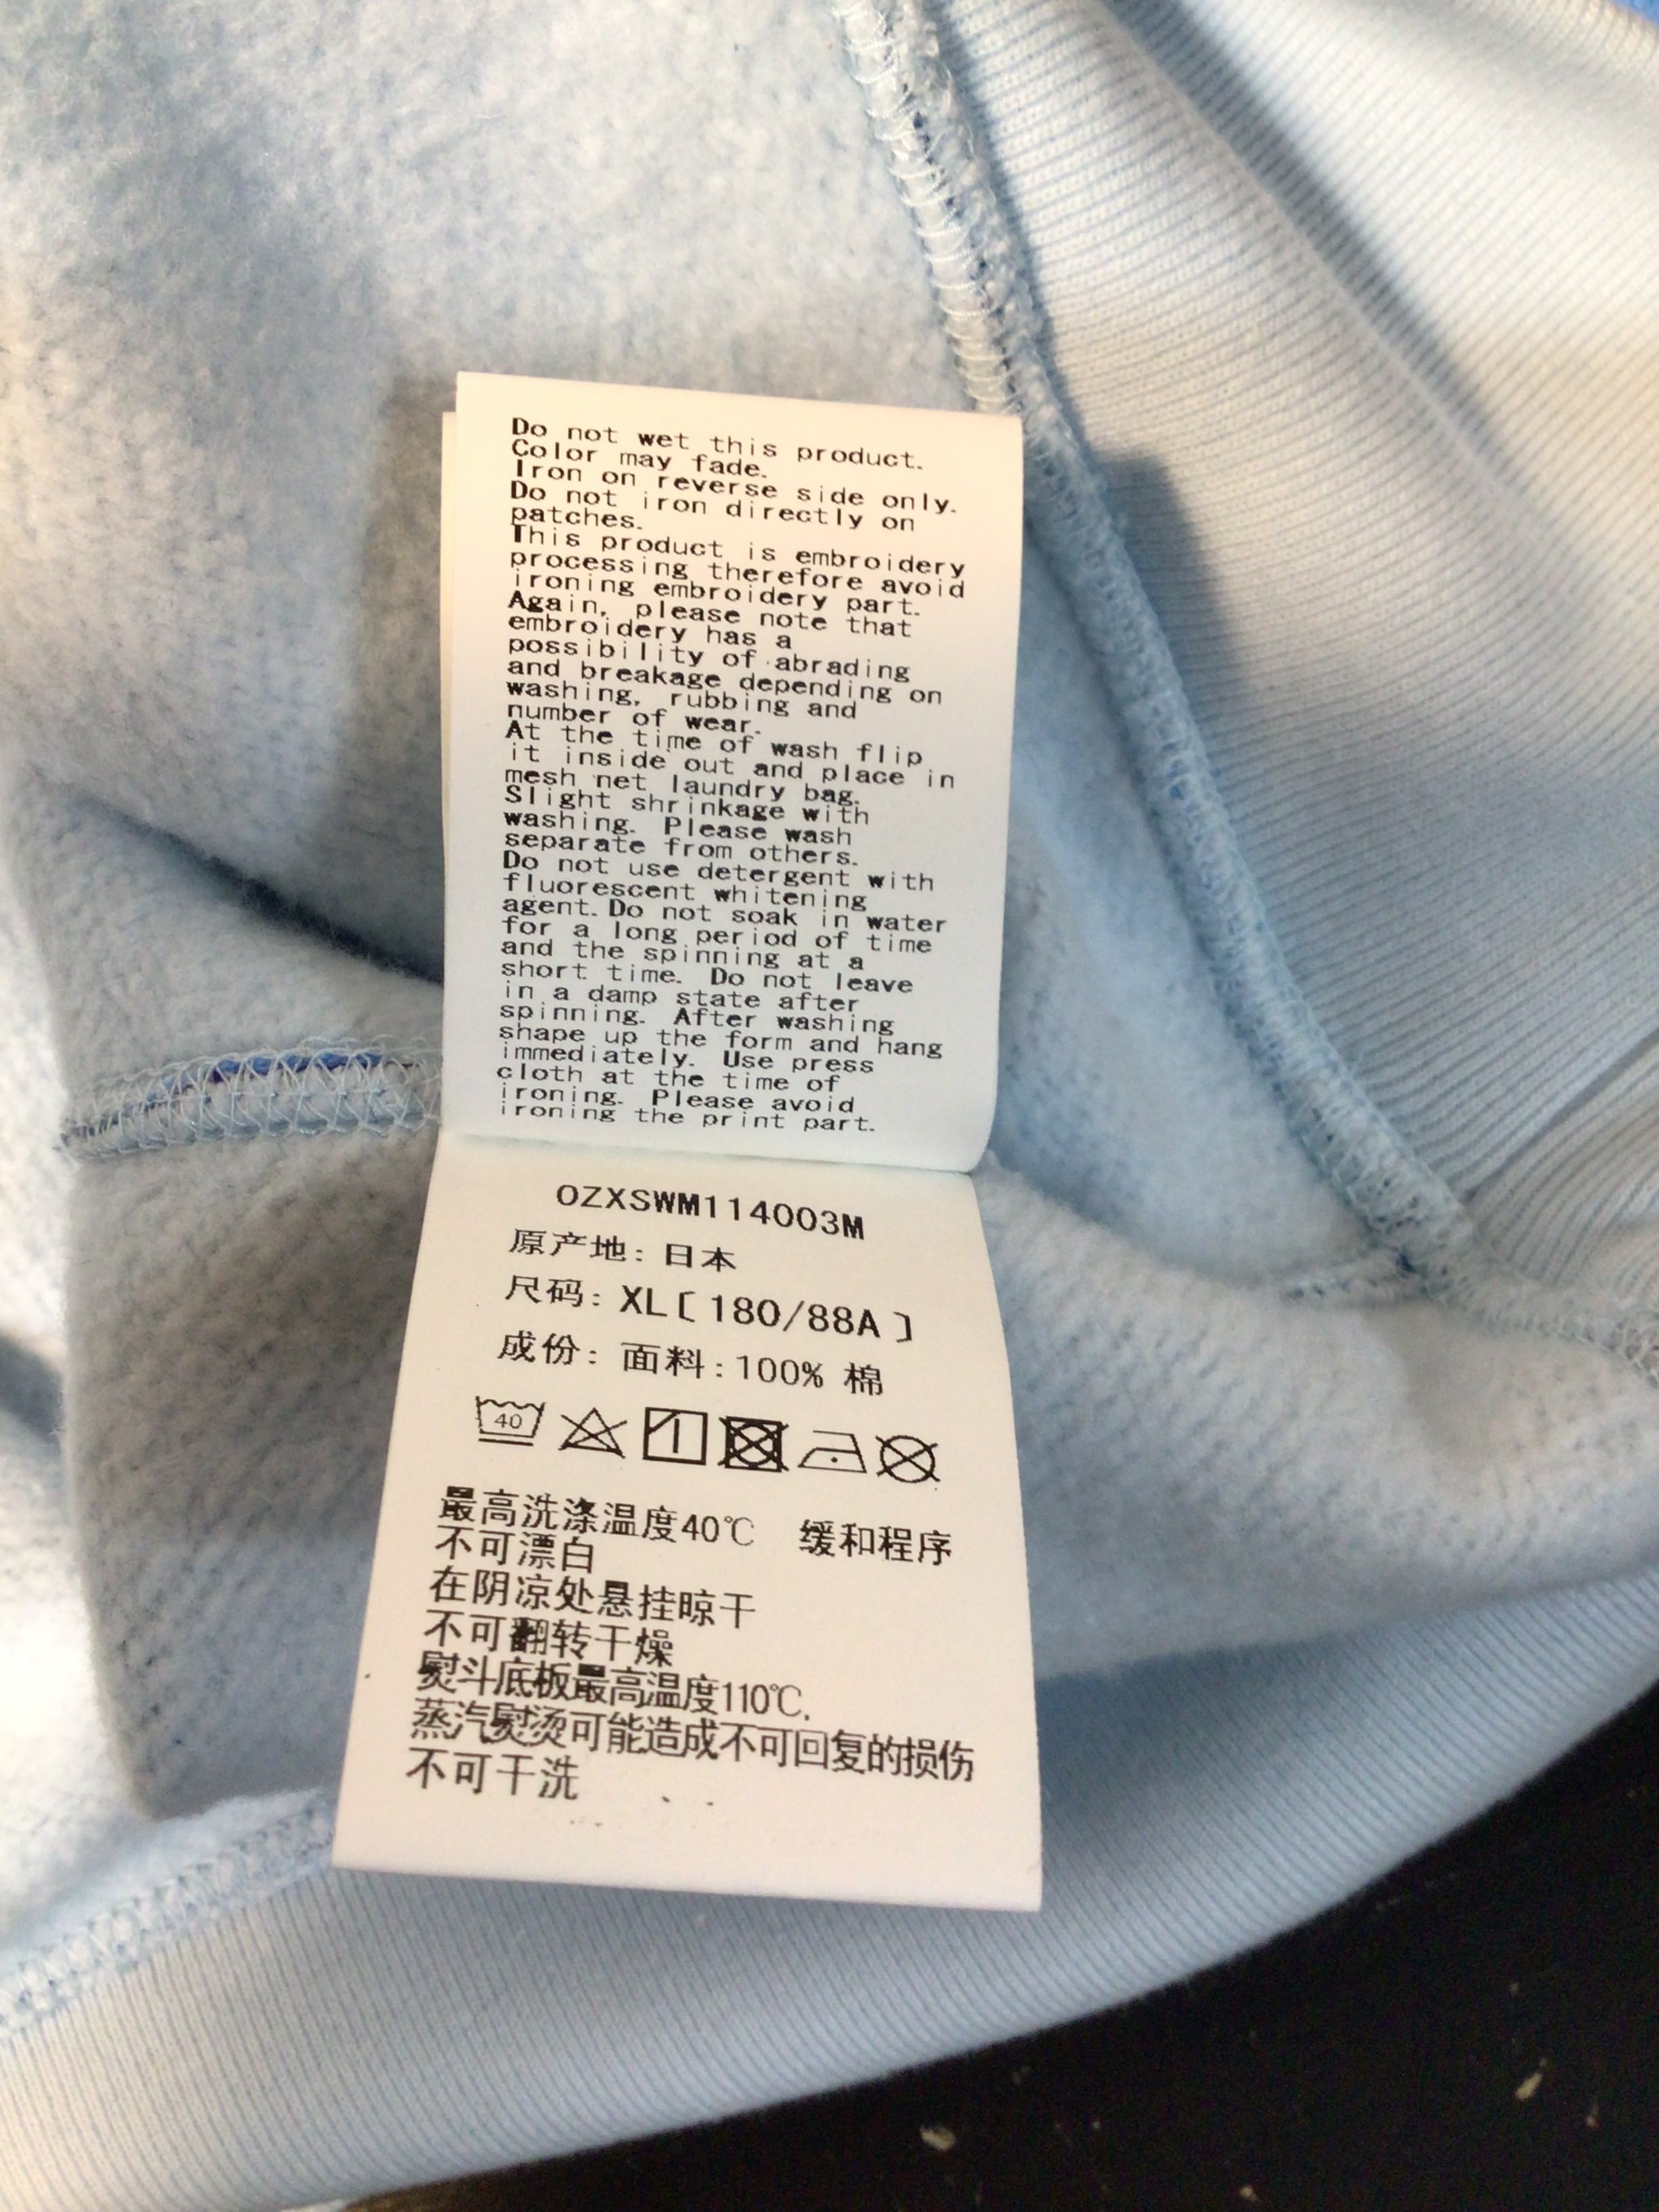 Do not wet this product.
Color may fade.
Iron on reverse side only.
Do not iron directly on
patches.
This product is embroidery
processing therefore avoid
ironing embroidery part.
Again, please note that
embroidery has a
possibility of abrading
and breakage depending on
washing, rubbing and
number of wear.
At the time of wash flip
it inside out and place in
mesh net laundry bag.
Slight shrinkage with
washing. Please wash
separate from others.
Do not use detergent with
fluorescent whitening
agent. Do not soak in water
for a long period of time
and the spinning at a
short time. Do not leave
in a damp state after
spinning. After washing
shape up the form and hang
immediately. Use press
cloth at the time of
ironing. Please avoid
ironing the print part.
OZXSWM114003M
原产地: 日本
尺码: XL[180/88A]
成份: 面料: 100% 棉
40
最高洗涤温度40℃ 缓和程序
不可漂白
在阴凉处悬挂晾干
不可翻转干燥
熨斗底板最高温度110℃,
蒸汽熨烫可能造成不可回复的损伤
不可干洗